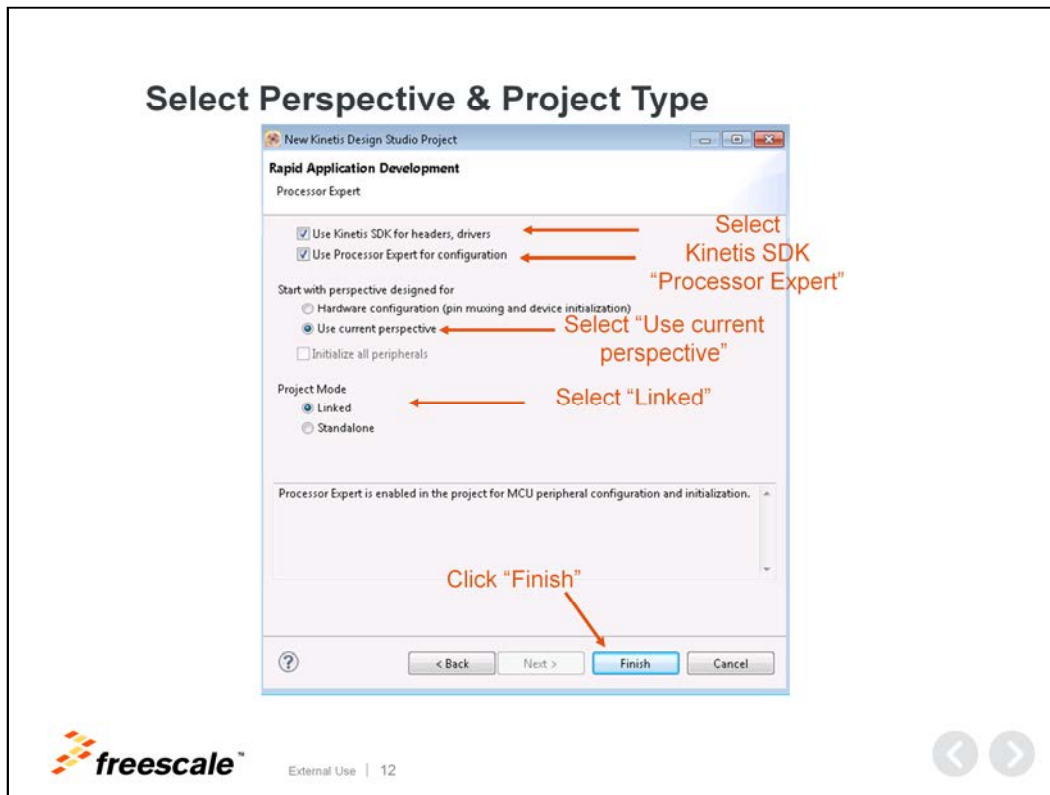 Select Perspective & Project Type
New Kinetis Design Studio Project
Rapid Application Development
Processor Expert
Use Kinetis SDK for headers, drivers
Use Processor Expert for configuration
Select
Kinetis SDK
“Processor Expert”
Start with perspective designed for
Hardware configuration (pin muxing and device initialization)
Use current perspective
Select “Use current
perspective”
Initialize all peripherals
Project Mode
Linked
Select “Linked”
Standalone
Processor Expert is enabled in the project for MCU peripheral configuration and initialization.
Click “Finish”
?
< Back
Next >
Finish
Cancel
freescale™
External Use | 12